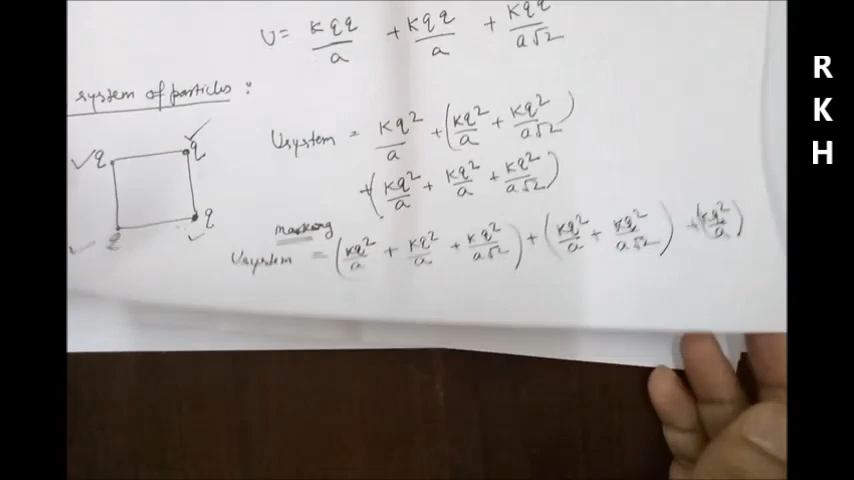 U = Kqq/a + Kqq/a + Kqq/a√2
system of particles :
Usystem = Kq²/a + (Kq²/a + Kq²/a√2)
+ (Kq²/a + Kq²/a + Kq²/a√2)
q q
q q
marking
Usystem = (Kq²/a + Kq²/a + Kq²/a√2) + (Kq²/a + Kq²/a√2) + (Kq²/a)
R
K
H